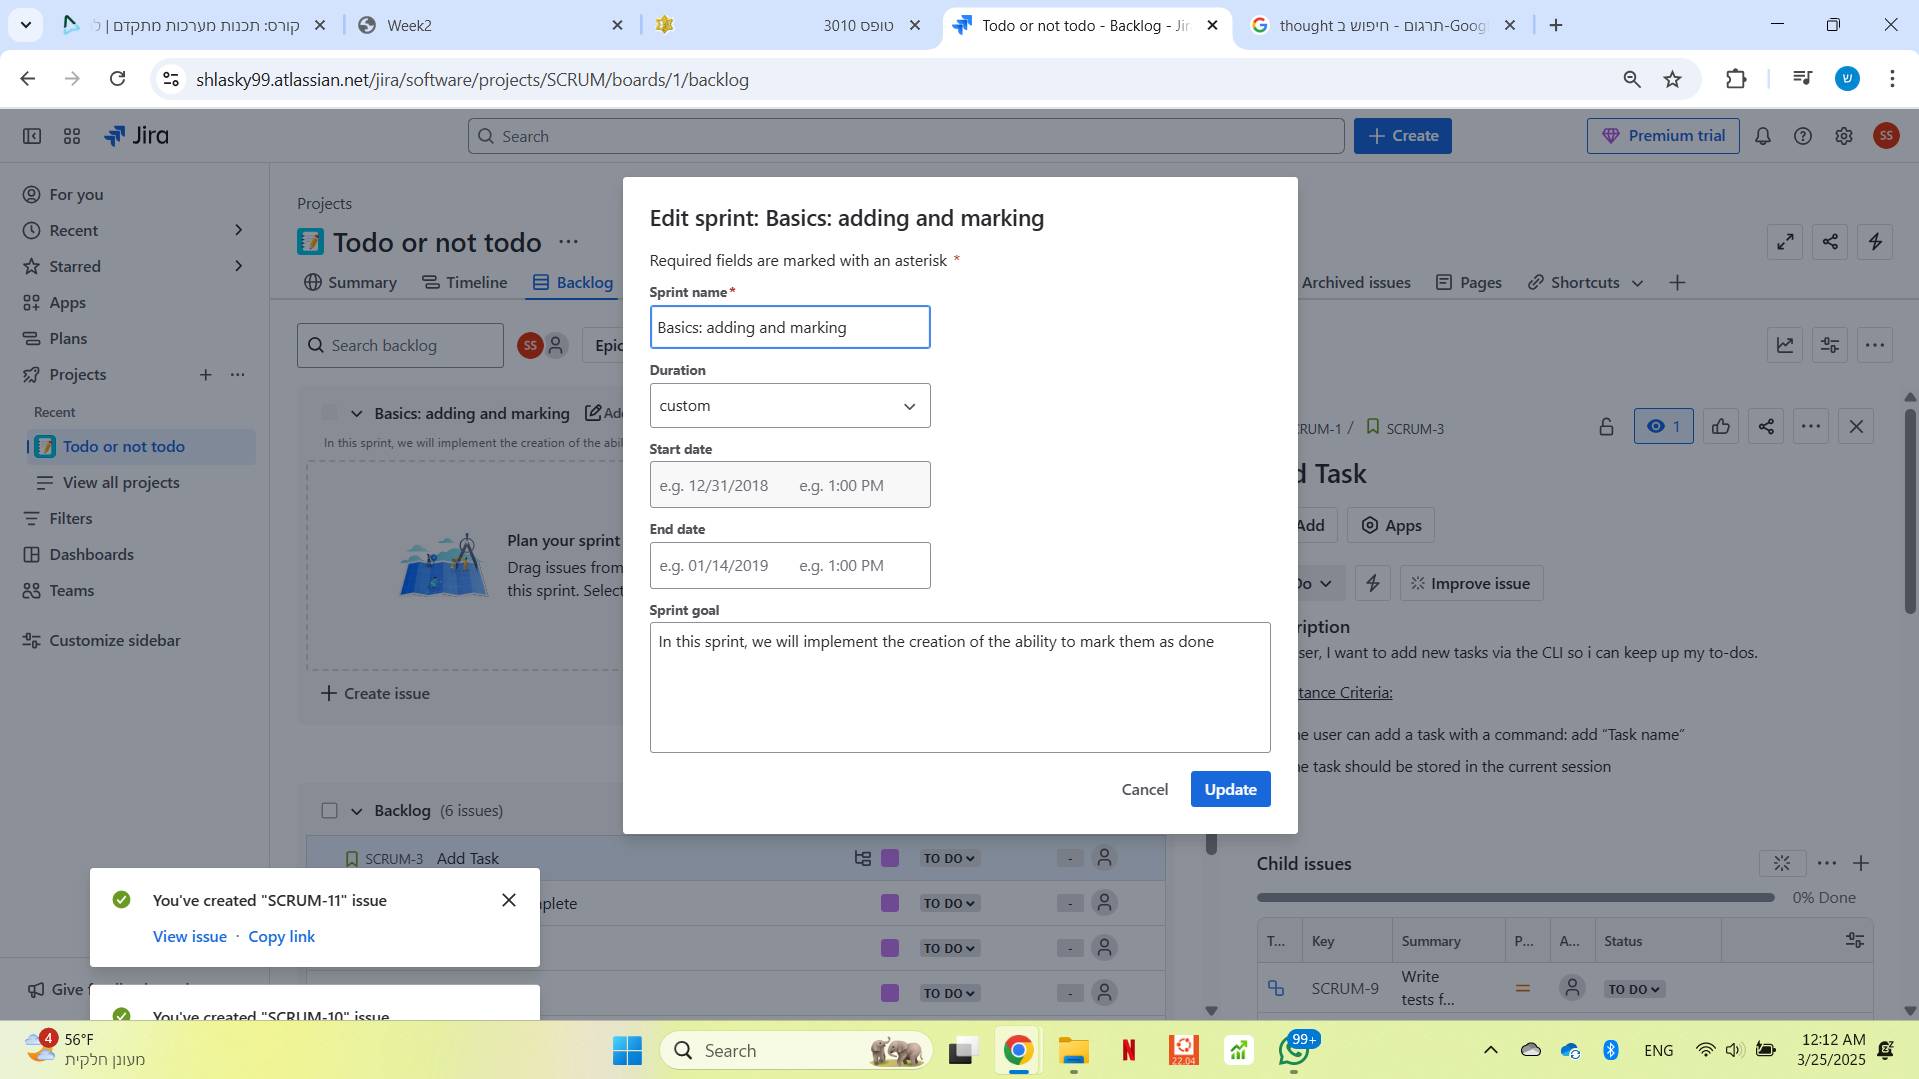 קורס: תכנות מערכות מתקדם | ל
Week2
טופס 3010
Todo or not todo - Backlog - Jir
thought תרגום - חיפוש ב-Goog
shlasky99.atlassian.net/jira/software/projects/SCRUM/boards/1/backlog
ש
Jira
Search
Create
Premium trial
SS
For you
Recent
Starred
Apps
Plans
Projects
Recent
Todo or not todo
View all projects
Filters
Dashboards
Teams
Customize sidebar
Give
Projects
Todo or not todo
Summary
Timeline
Backlog
Archived issues
Pages
Shortcuts
Search backlog
SS
Epic
Basics: adding and marking
Add
In this sprint, we will implement the creation of the abil
Plan your sprint
Drag issues from
this sprint. Select
Create issue
Backlog (6 issues)
SCRUM-3 Add Task
TO DO
-
plete
TO DO
-
TO DO
-
TO DO
-
Edit sprint: Basics: adding and marking
Required fields are marked with an asterisk *
Sprint name*
Basics: adding and marking
Duration
custom
Start date
e.g. 12/31/2018 e.g. 1:00 PM
End date
e.g. 01/14/2019 e.g. 1:00 PM
Sprint goal
In this sprint, we will implement the creation of the ability to mark them as done
Cancel
Update
RUM-1 / SCRUM-3
1
d Task
Add
Apps
Do
Improve issue
ription
ser, I want to add new tasks via the CLI so i can keep up my to-dos.
tance Criteria:
e user can add a task with a command: add “Task name”
e task should be stored in the current session
Child issues
0% Done
T... Key Summary P... A... Status
SCRUM-9 Write tests f... TO DO
You've created "SCRUM-11" issue
View issue · Copy link
You've created "SCRUM-10" issue
4
56°F
מעונן חלקית
Search
N
22.04
99+
ENG
12:12 AM
3/25/2025